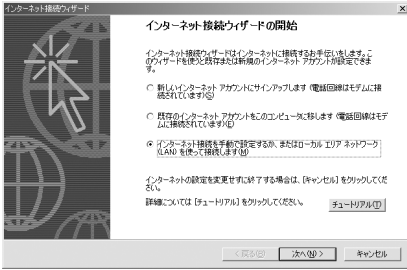 インターネット接続ウィザード
インターネット接続ウィザードの開始
インターネット接続ウィザードはインターネットに接続するお手伝いをします。こ
のウィザードを使うと既存または新規のインターネット アカウントが設定できま
す。
新しいインターネット アカウントにサインアップします (電話回線はモデムに接
続されています)(S)
既存のインターネット アカウントをこのコンピュータに移します (電話回線はモデ
ムに接続されています)(E)
インターネット接続を手動で設定するか、またはローカル エリア ネットワーク
(LAN) を使って接続します(M)
インターネットの設定を変更せずに終了する場合は、[キャンセル] をクリックしてくだ
さい。
詳細については [チュートリアル] をクリックしてください。
チュートリアル(T)
< 戻る(B)
次へ(N) >
キャンセル